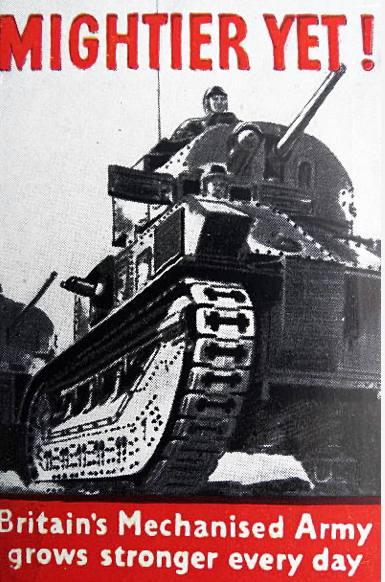 MIGHTIER YET!
Britain's Mechanised Army
grows stronger every day